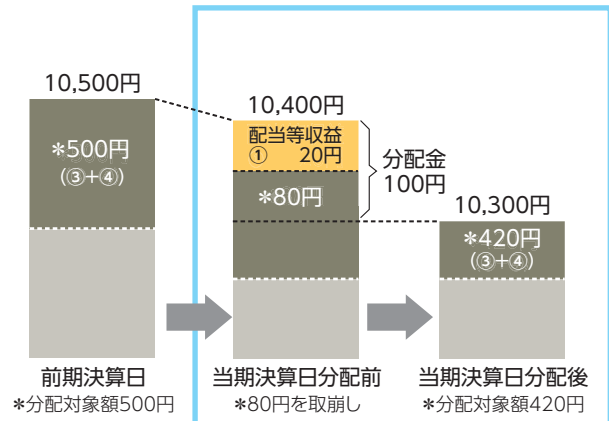 10,500円
*500円
(③+④)
前期決算日
*分配対象額500円
10,400円
配当等収益
① 20円
*80円
分配金
100円
当期決算日分配前
*80円を取崩し
10,300円
*420円
(③+④)
当期決算日分配後
*分配対象額420円